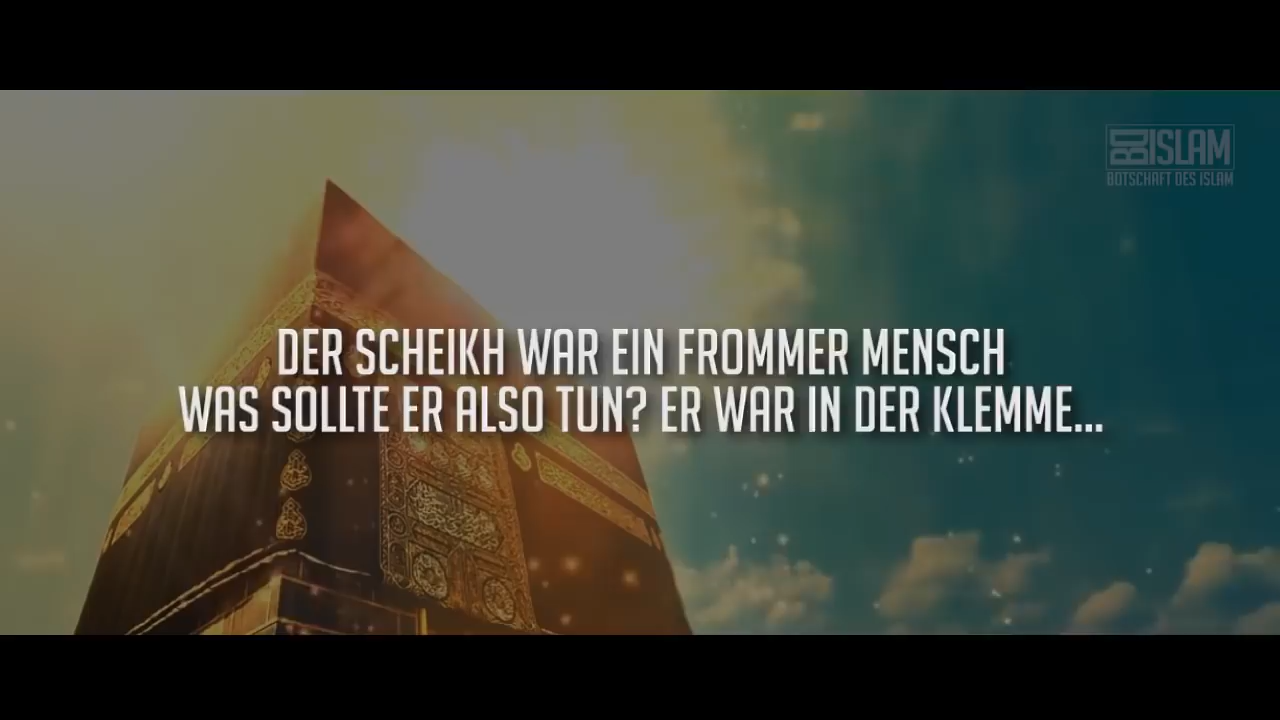 BDISLAM
BOTSCHAFT DES ISLAM
DER SCHEIKH WAR EIN FROMMER MENSCH
WAS SOLLTE ER ALSO TUN? ER WAR IN DER KLEMME...